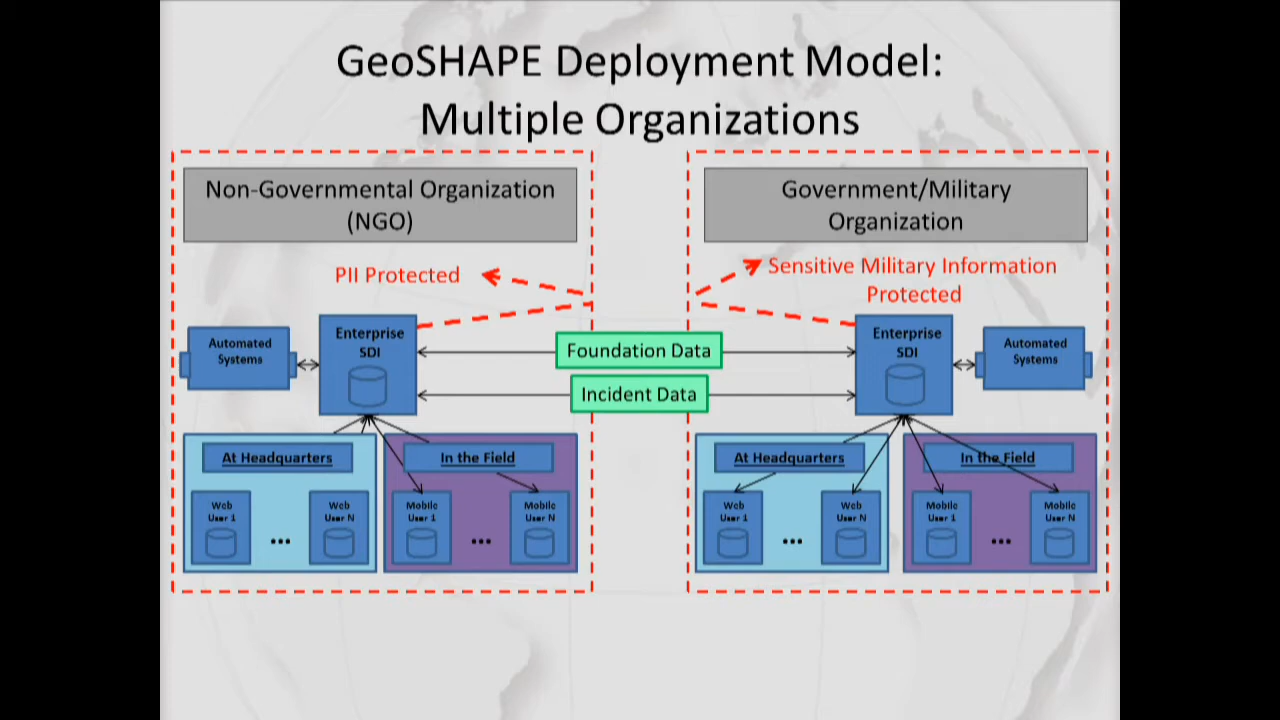 GeoSHAPE Deployment Model:
Multiple Organizations
Non-Governmental Organization
(NGO)
PII Protected
Government/Military
Organization
Sensitive Military Information
Protected
Automated
Systems
Enterprise
SDI
Foundation Data
Incident Data
Enterprise
SDI
Automated
Systems
At Headquarters
In the Field
At Headquarters
In the Field
Web
User 1
...
Web
User N
Mobile
User 1
...
Mobile
User N
Web
User 1
...
Web
User N
Mobile
User 1
...
Mobile
User N